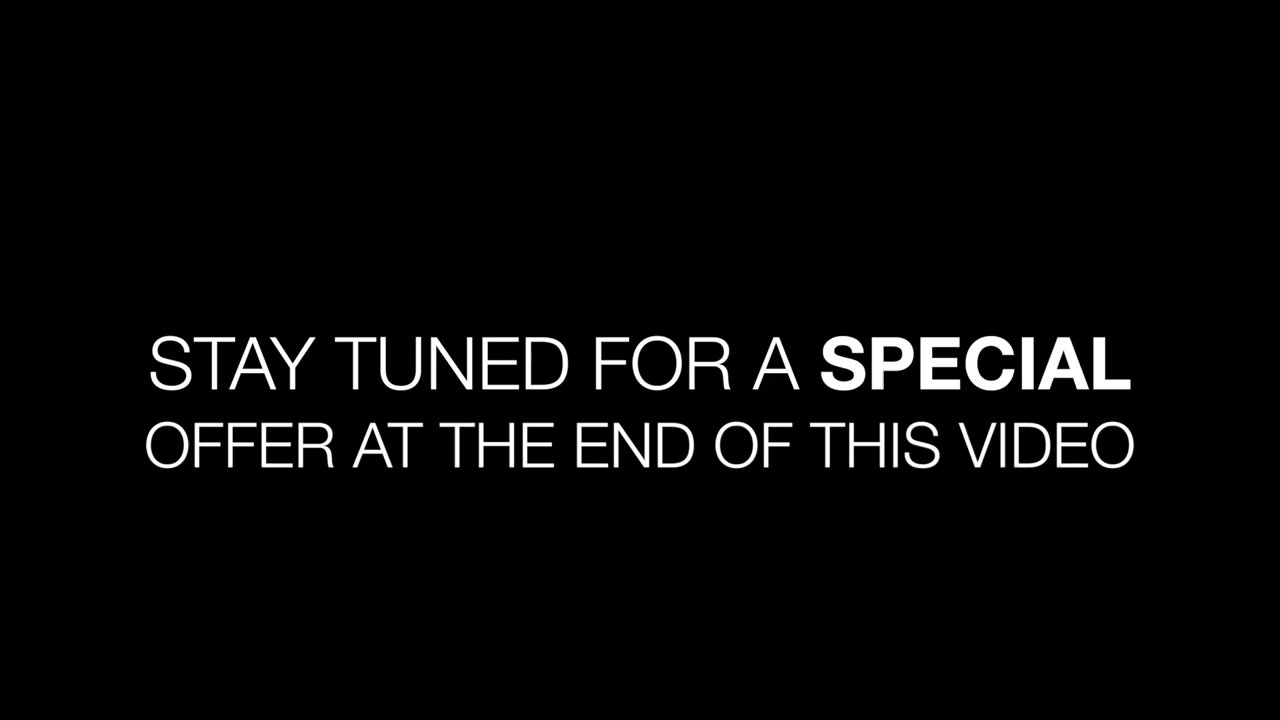 STAY TUNED FOR A SPECIAL
OFFER AT THE END OF THIS VIDEO